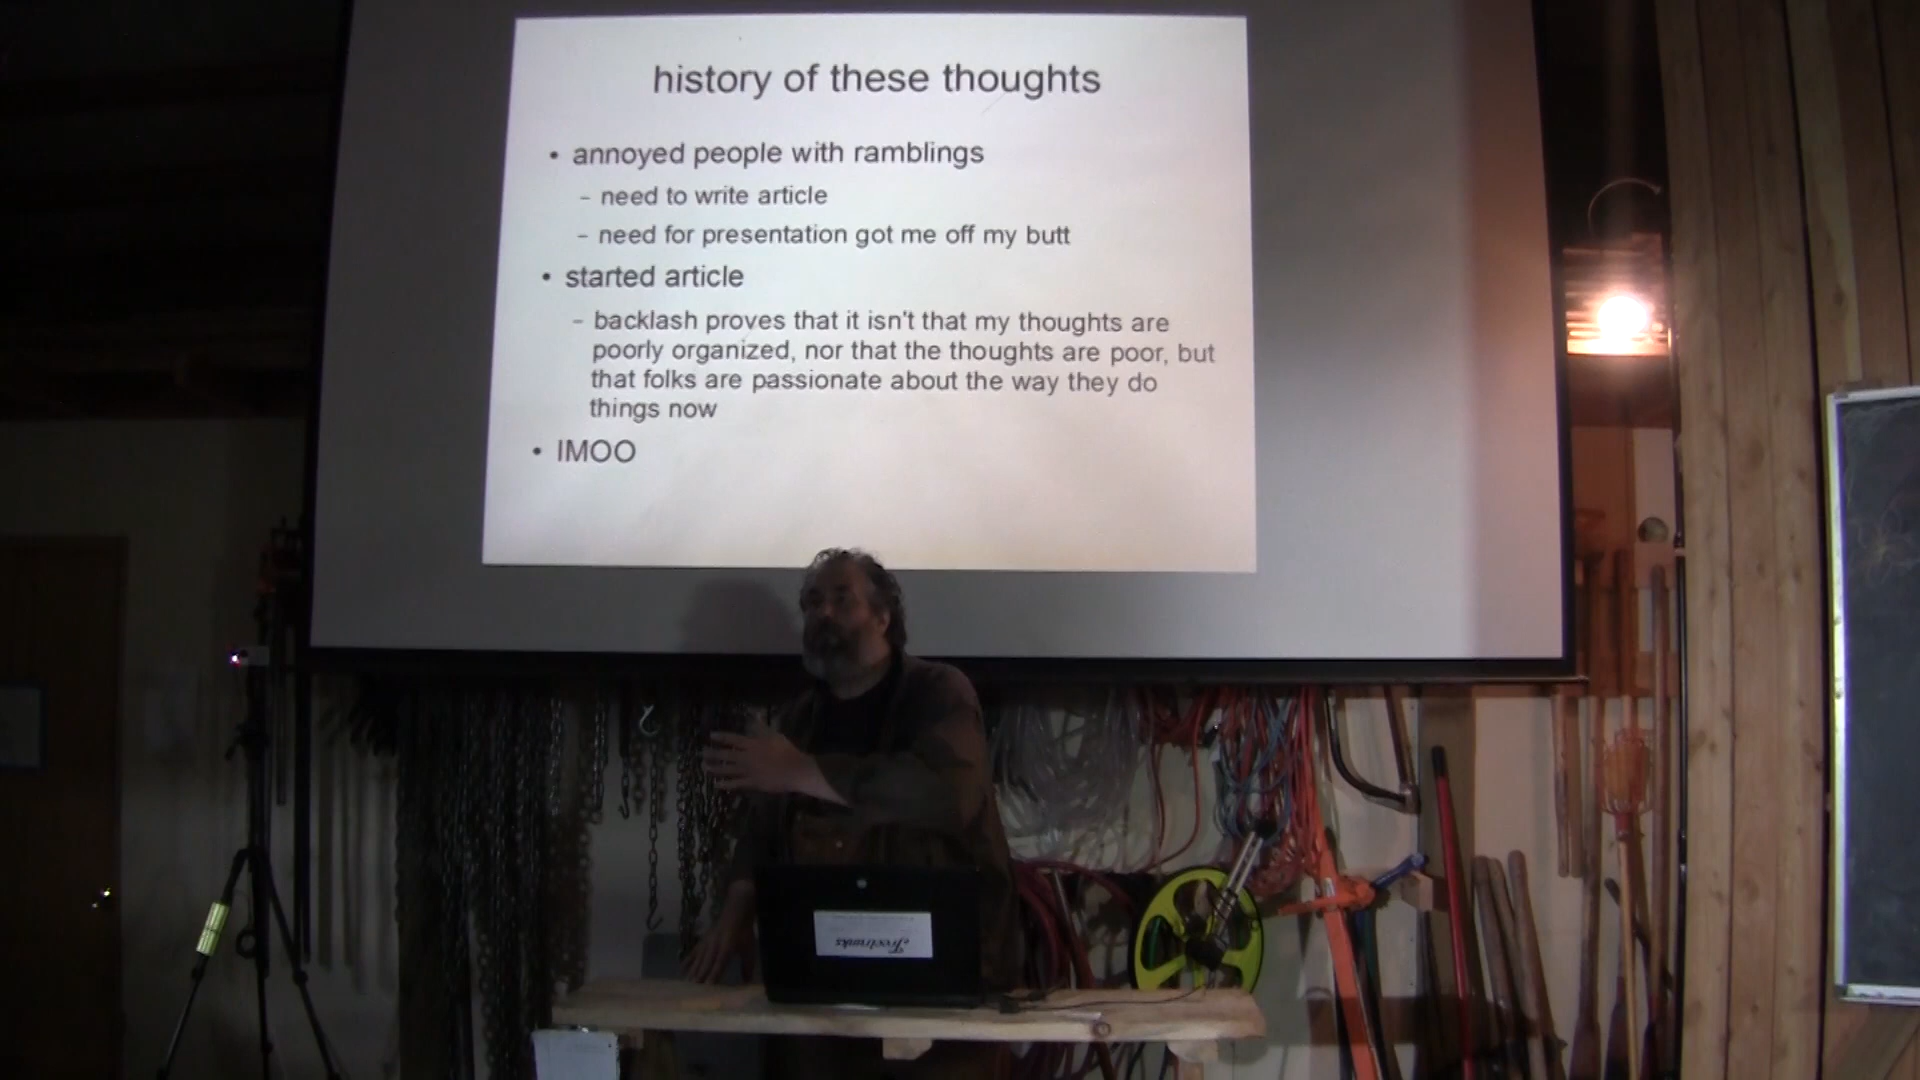 history of these thoughts
• annoyed people with ramblings
– need to write article
– need for presentation got me off my butt
• started article
– backlash proves that it isn't that my thoughts are
poorly organized, nor that the thoughts are poor, but
that folks are passionate about the way they do
things now
• IMOO